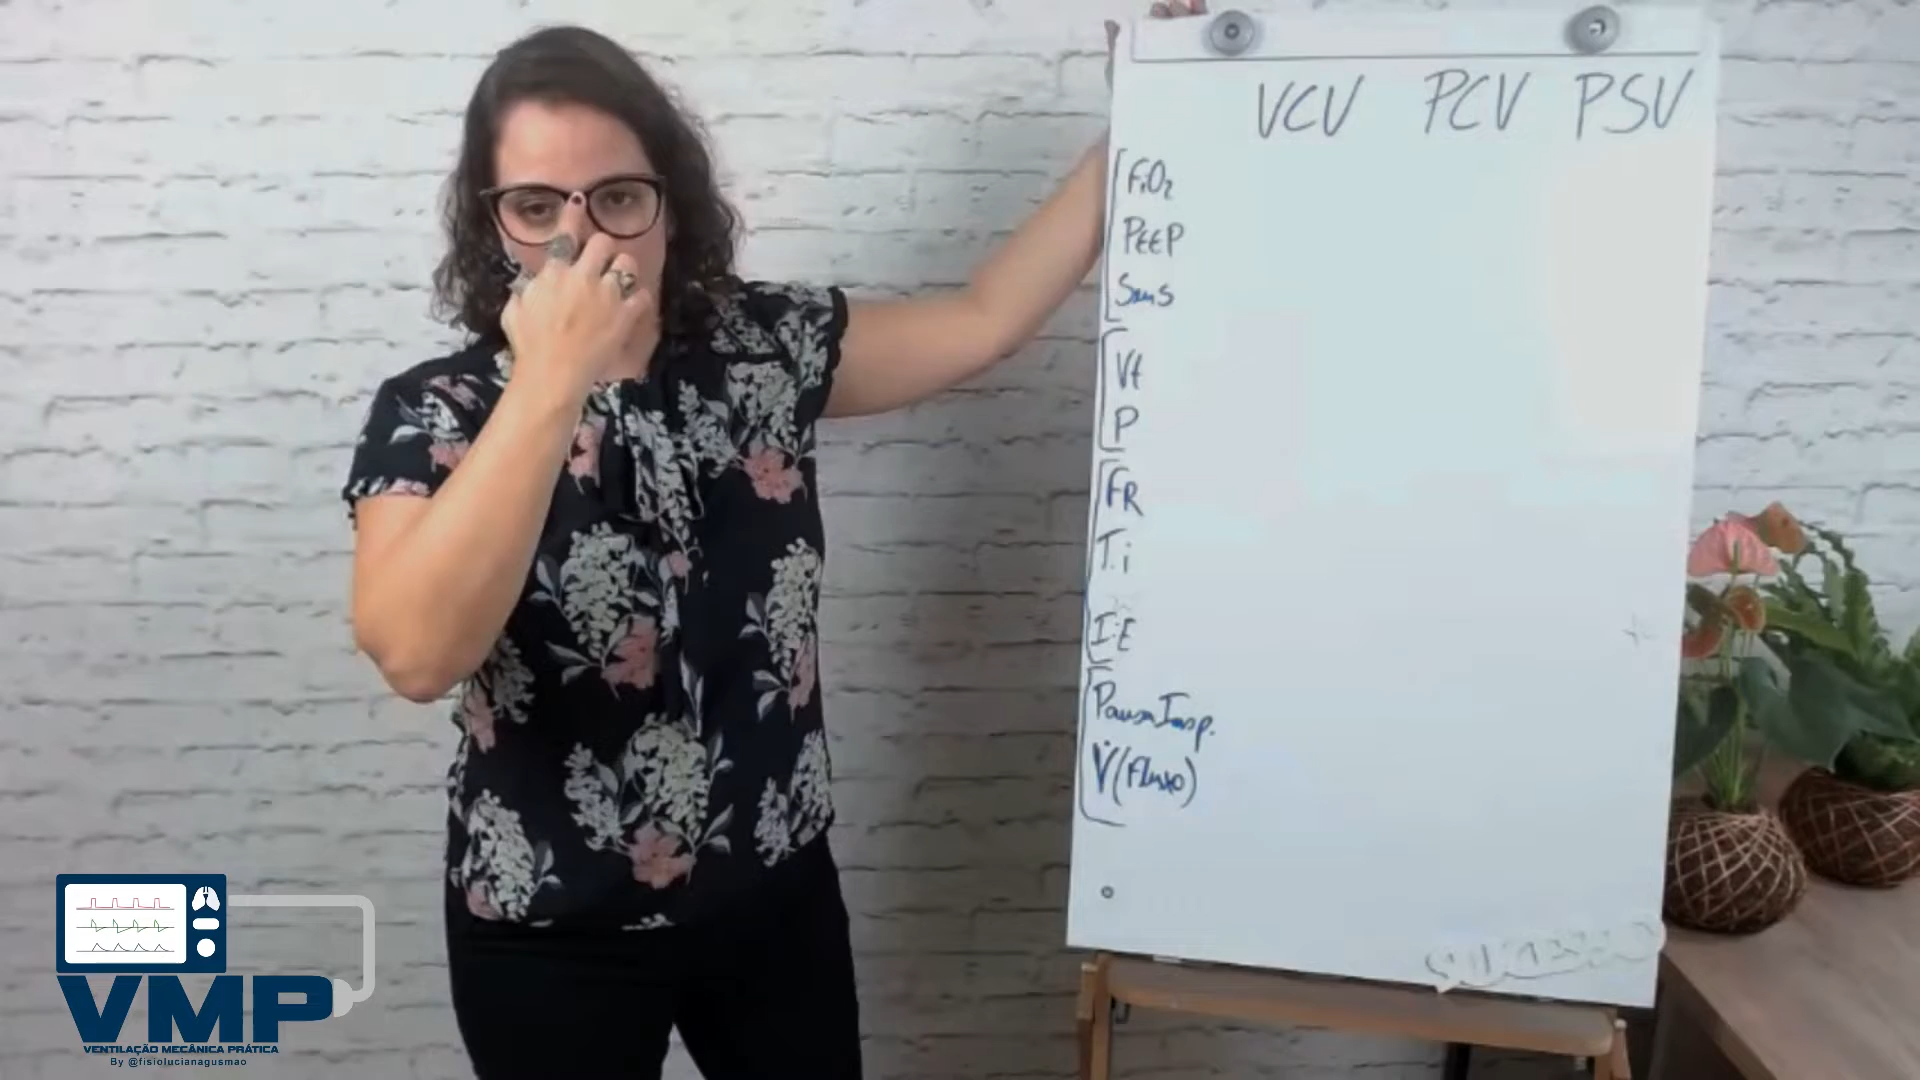 VCV PCV PSV
FiO2
PEEP
Sens
Vt
P
FR
T.i
I:E
Pausa Insp.
V̇ (Fluxo)
VMP
VENTILAÇÃO MECÂNICA PRÁTICA
By @fisiolucianagusmao